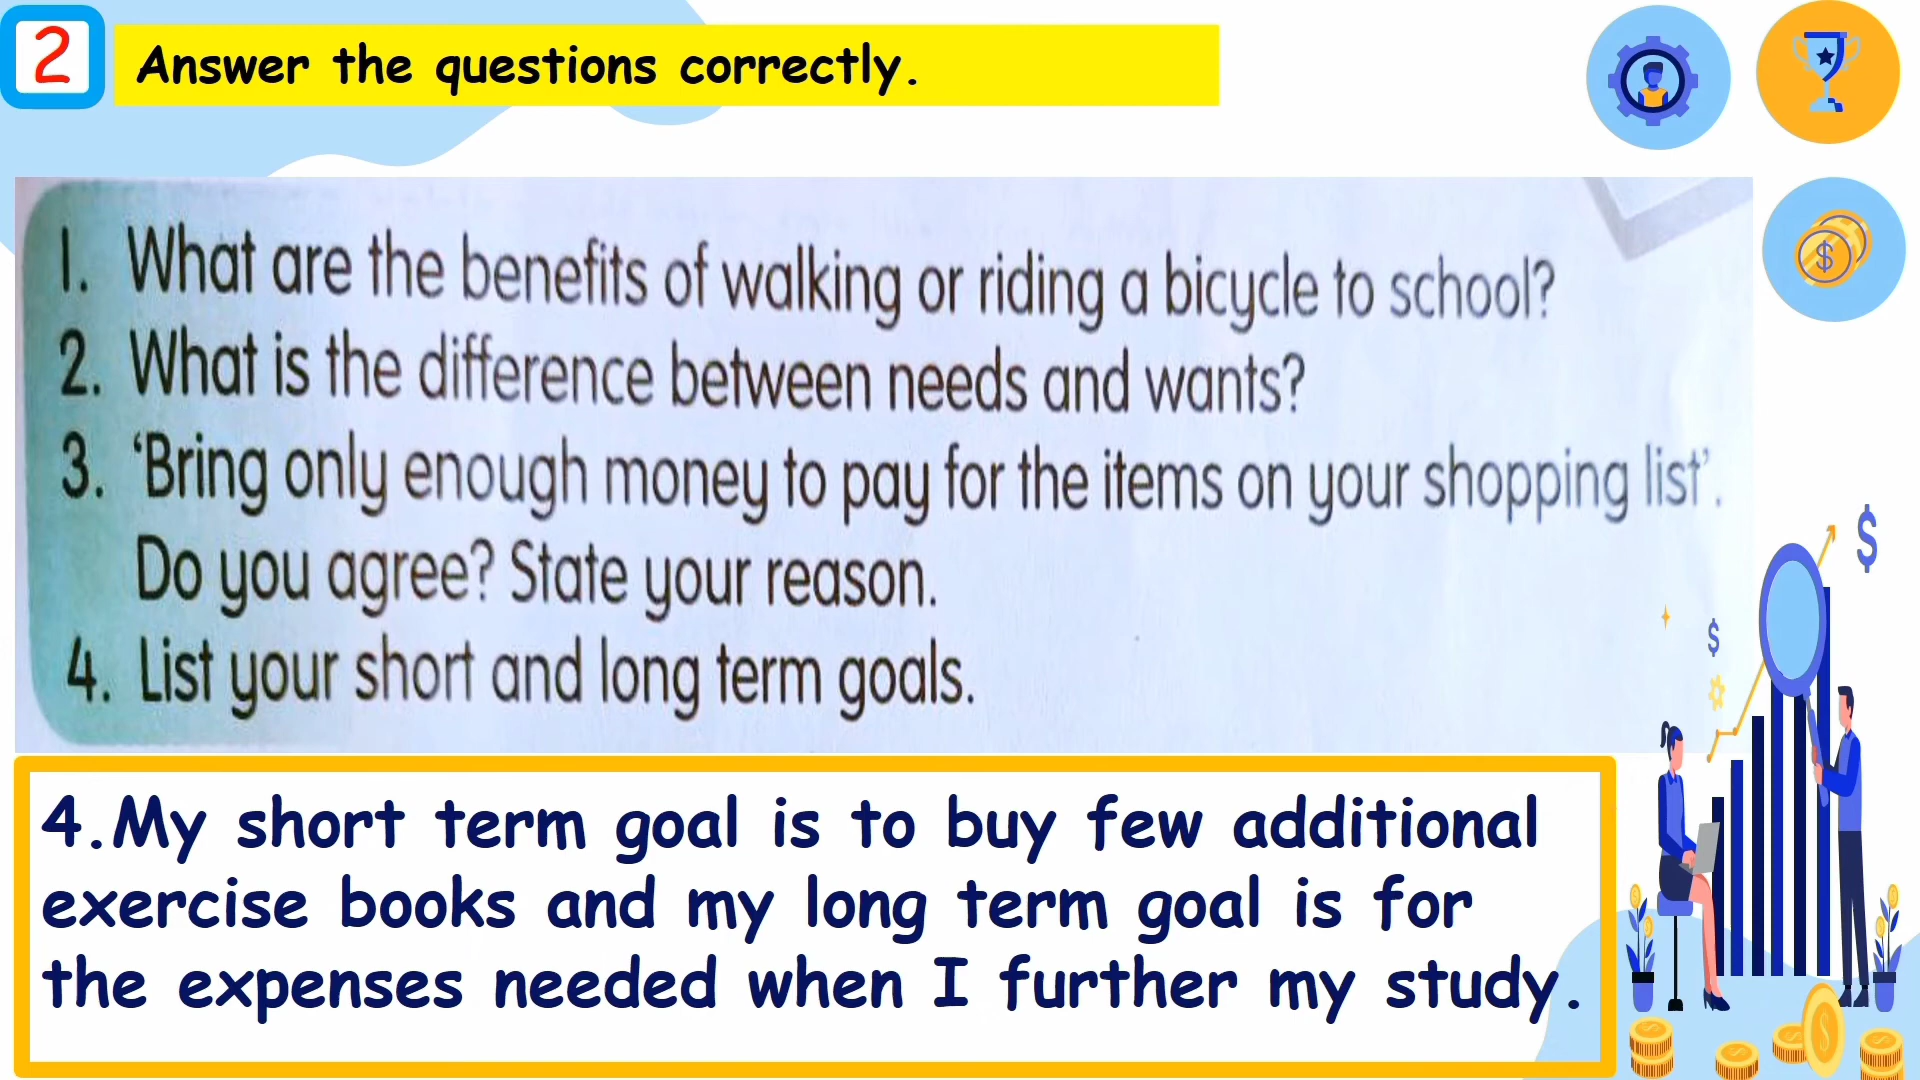 2
Answer the questions correctly.
1. What are the benefits of walking or riding a bicycle to school?
2. What is the difference between needs and wants?
3. ‘Bring only enough money to pay for the items on your shopping list’.
Do you agree? State your reason.
4. List your short and long term goals.
4.My short term goal is to buy few additional
exercise books and my long term goal is for
the expenses needed when I further my study.